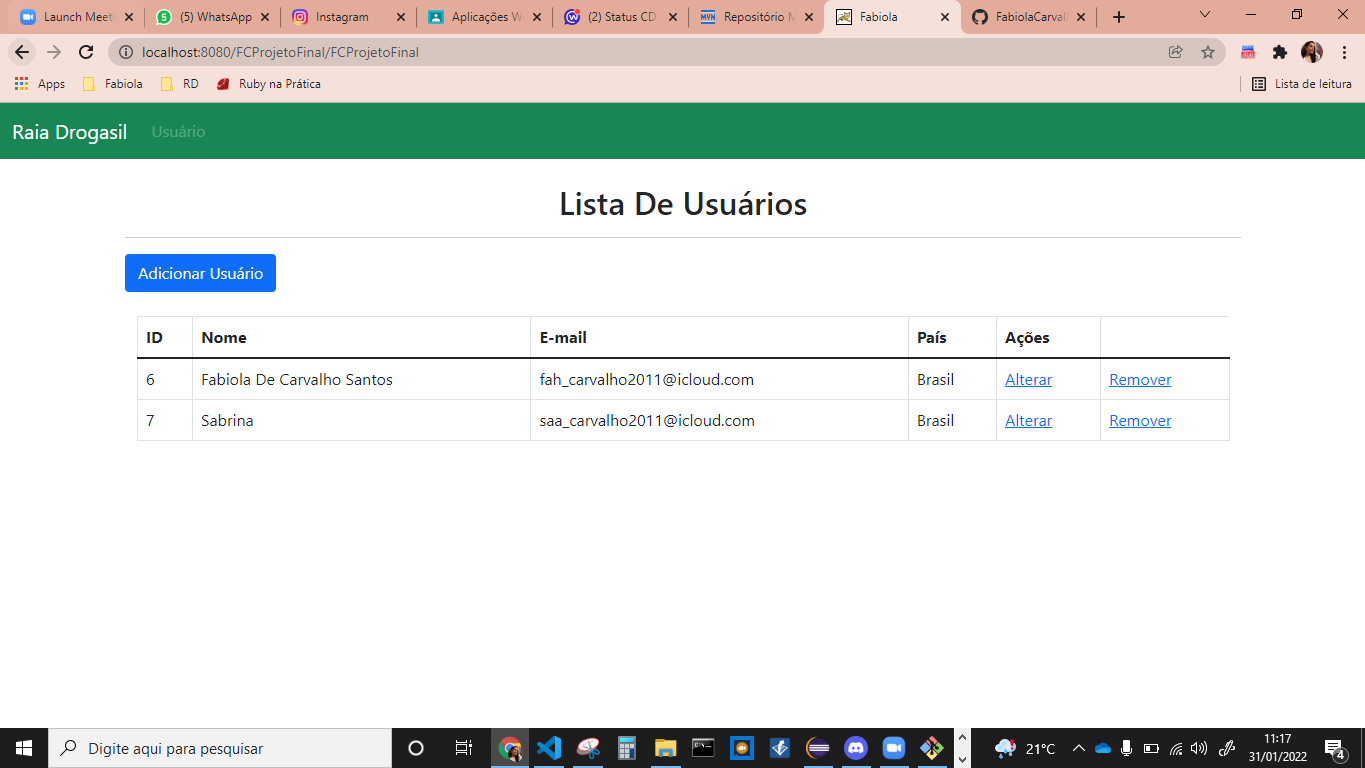 Launch Meeti
(5) WhatsApp
Instagram
Aplicações W
(2) Status CD
Repositório M
Fabiola
FabiolaCarval
localhost:8080/FCProjetoFinal/FCProjetoFinal
Apps
Fabiola
RD
Ruby na Prática
Lista de leitura
Raia Drogasil
Usuário
Lista De Usuários
Adicionar Usuário
ID Nome E-mail País Ações
6 Fabiola De Carvalho Santos fah_carvalho2011@icloud.com Brasil Alterar Remover
7 Sabrina saa_carvalho2011@icloud.com Brasil Alterar Remover
Digite aqui para pesquisar
21°C
11:17
31/01/2022
4